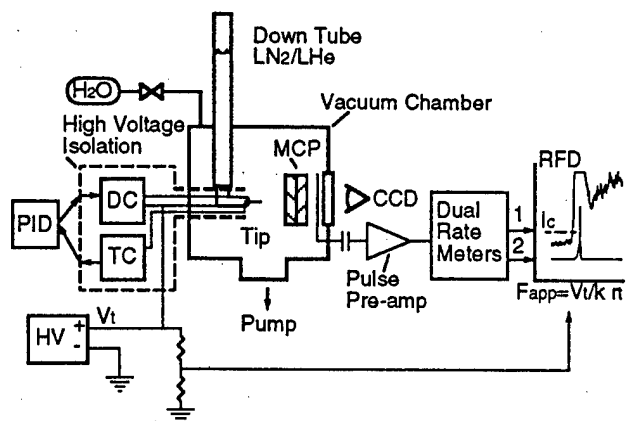 Down Tube
LN2/LHe
H2O
Vacuum Chamber
High Voltage
Isolation
MCP
RFD
DC
CCD
PID
TC
Tip
Dual
Rate
Meters
1
2
Ic
Pulse
Pre-amp
Fapp=Vt/k rt
Pump
HV
+
-
Vt